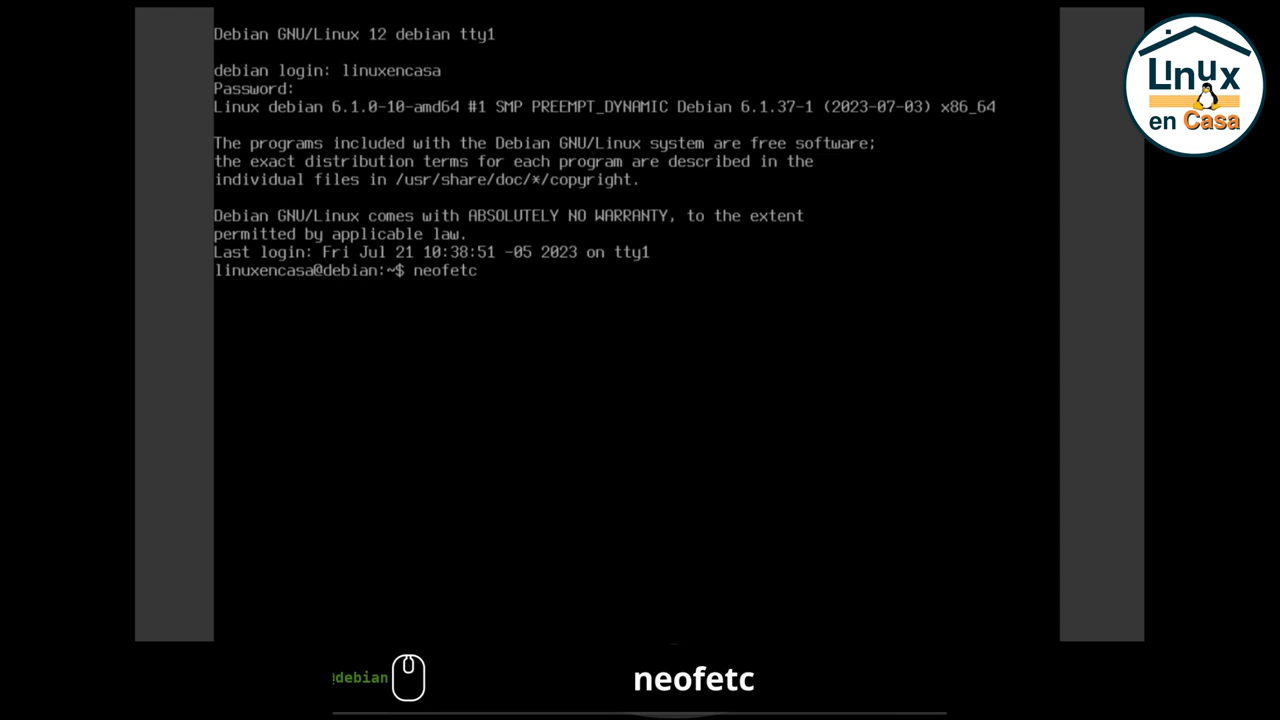 Debian GNU/Linux 12 debian tty1
debian login: linuxencasa
Password:
Linux debian 6.1.0-10-amd64 #1 SMP PREEMPT_DYNAMIC Debian 6.1.37-1 (2023-07-03) x86_64
The programs included with the Debian GNU/Linux system are free software;
the exact distribution terms for each program are described in the
individual files in /usr/share/doc/*/copyright.
Debian GNU/Linux comes with ABSOLUTELY NO WARRANTY, to the extent
permitted by applicable law.
Last login: Fri Jul 21 10:38:51 -05 2023 on tty1
linuxencasa@debian:~$ neofetc
Linux
en Casa
@debian
neofetc